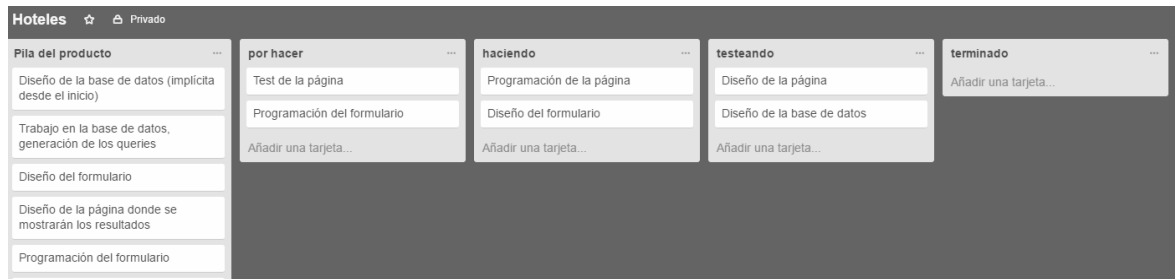 Hoteles Privado
Pila del producto
Diseño de la base de datos (implícita
desde el inicio)
Trabajo en la base de datos,
generación de los queries
Diseño del formulario
Diseño de la página donde se
mostrarán los resultados
Programación del formulario
por hacer
Test de la página
Programación del formulario
Añadir una tarjeta...
haciendo
Programación de la página
Diseño del formulario
Añadir una tarjeta...
testeando
Diseño de la página
Diseño de la base de datos
Añadir una tarjeta...
terminado
Añadir una tarjeta...